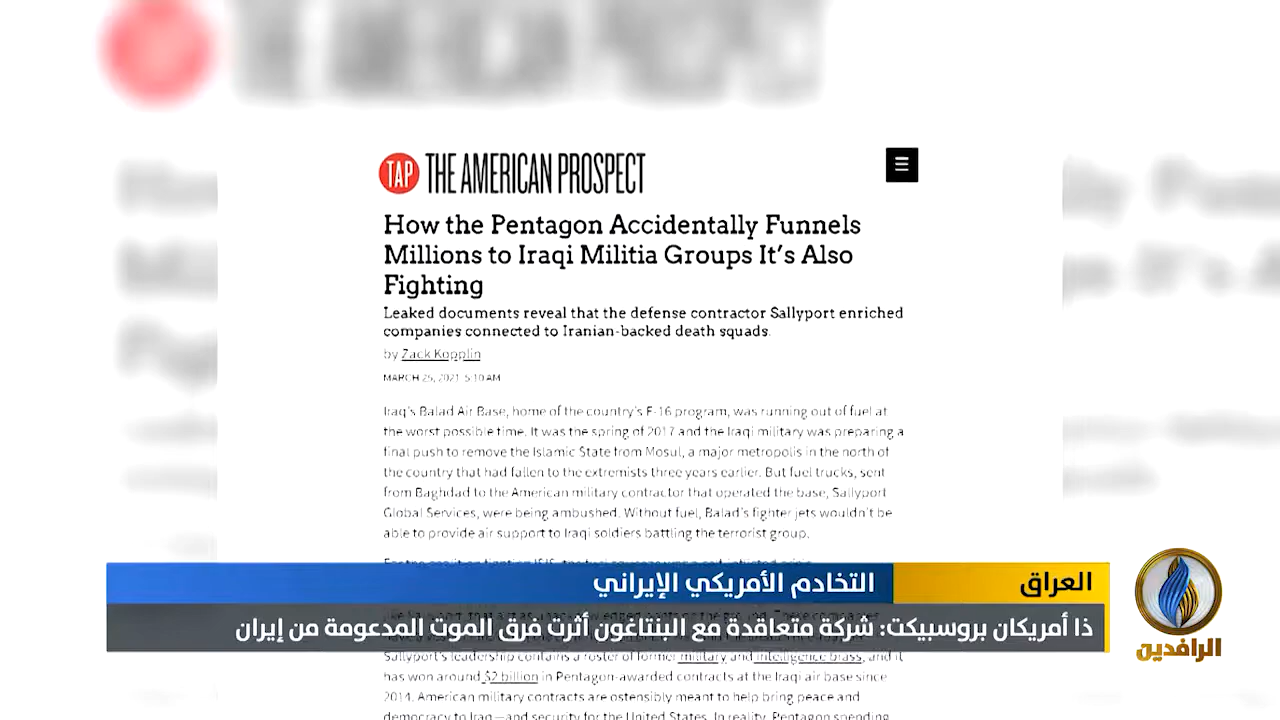 TAP THE AMERICAN PROSPECT
How the Pentagon Accidentally Funnels
Millions to Iraqi Militia Groups It's Also
Fighting
Leaked documents reveal that the defense contractor Sallyport enriched
companies connected to Iranian-backed death squads.
by Zack Kopplin
MARCH 25, 2021 5:10 AM
Iraq's Balad Air Base, home of the country's F-16 program, was running out of fuel at
the worst possible time. It was the spring of 2017 and the Iraqi military was preparing a
final push to remove the Islamic State from Mosul, a major metropolis in the north of
the country that had fallen to the extremists three years earlier. But fuel trucks, sent
from Baghdad to the American military contractor that operated the base, Sallyport
Global Services, were being ambushed. Without fuel, Balad's fighter jets wouldn't be
able to provide air support to Iraqi soldiers battling the terrorist group.
العراق
التخادم الأمريكي الإيراني
ذا أمريكان بروسبيكت: شركة متعاقدة مع البنتاغون أثرت فرق الموت المدعومة من إيران
الرافدين
Sallyport's leadership contains a roster of former military and intelligence brass, and it
has won around $2 billion in Pentagon-awarded contracts at the Iraqi air base since
2014. American military contracts are ostensibly meant to help bring peace and
democracy to Iraq—and security for the United States. In reality, Pentagon spending